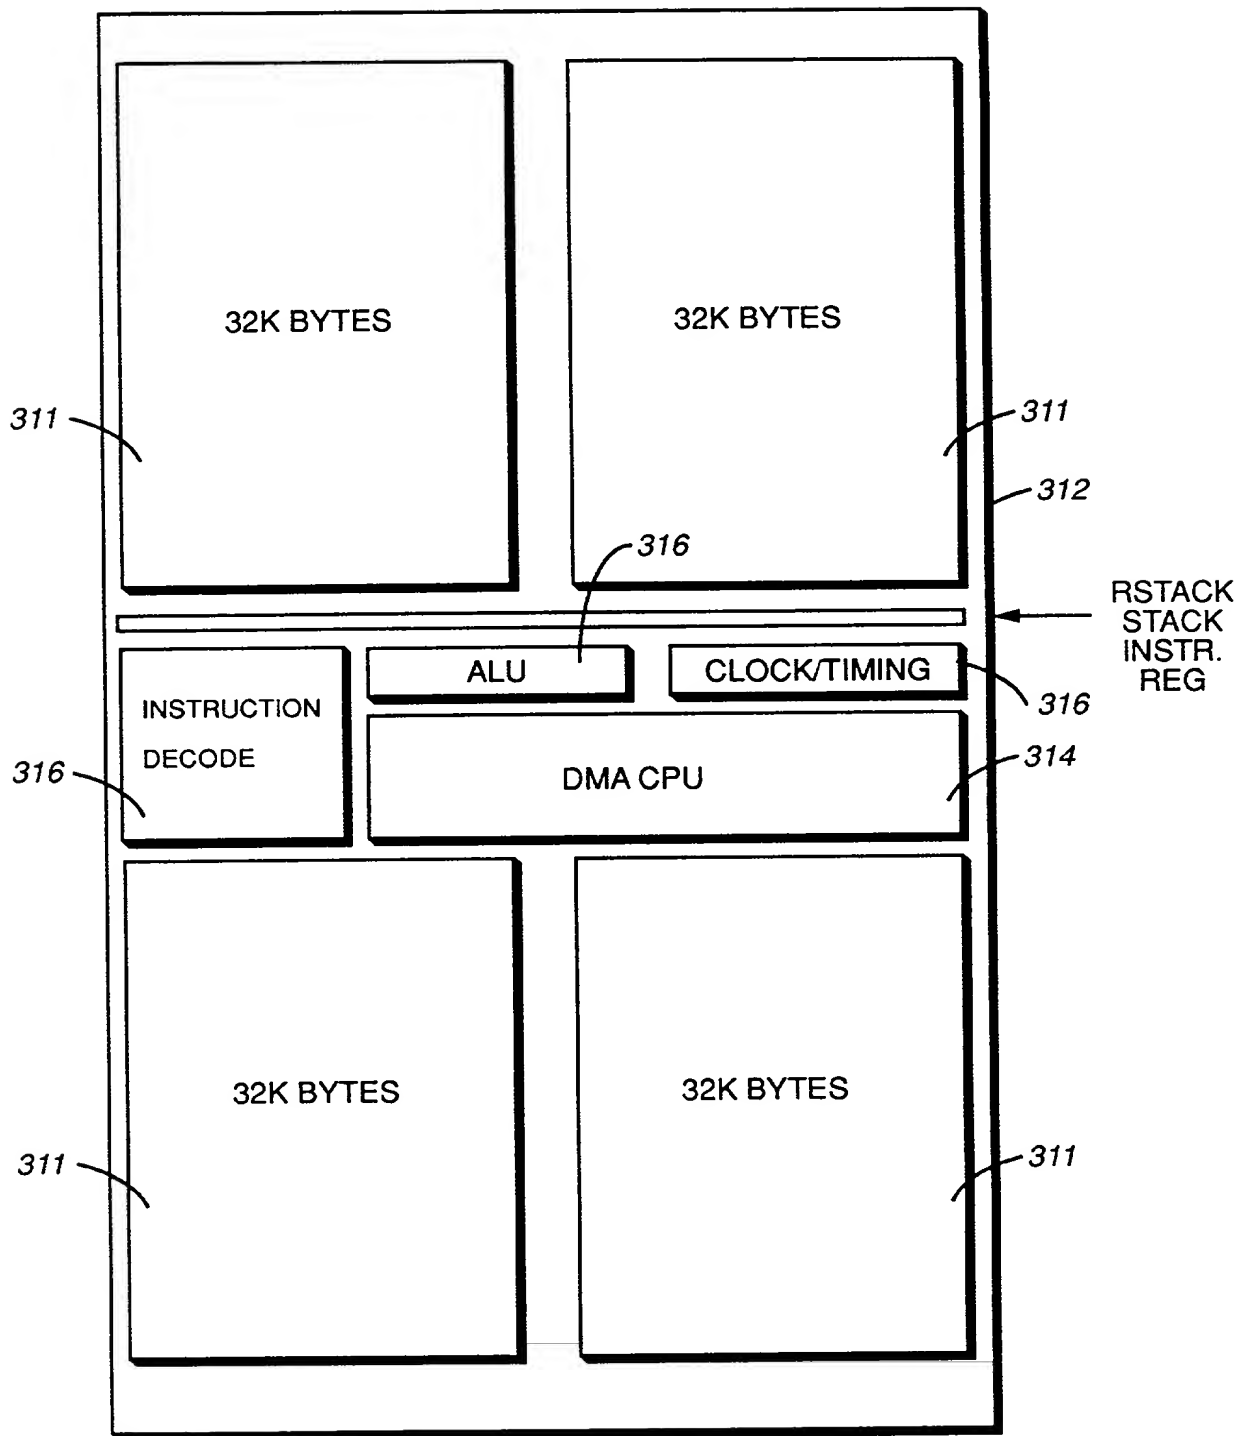 32K BYTES
32K BYTES
311
311
312
316
RSTACK
STACK
INSTR.
REG
ALU
CLOCK/TIMING
316
INSTRUCTION
DECODE
316
DMA CPU
314
32K BYTES
32K BYTES
311
311